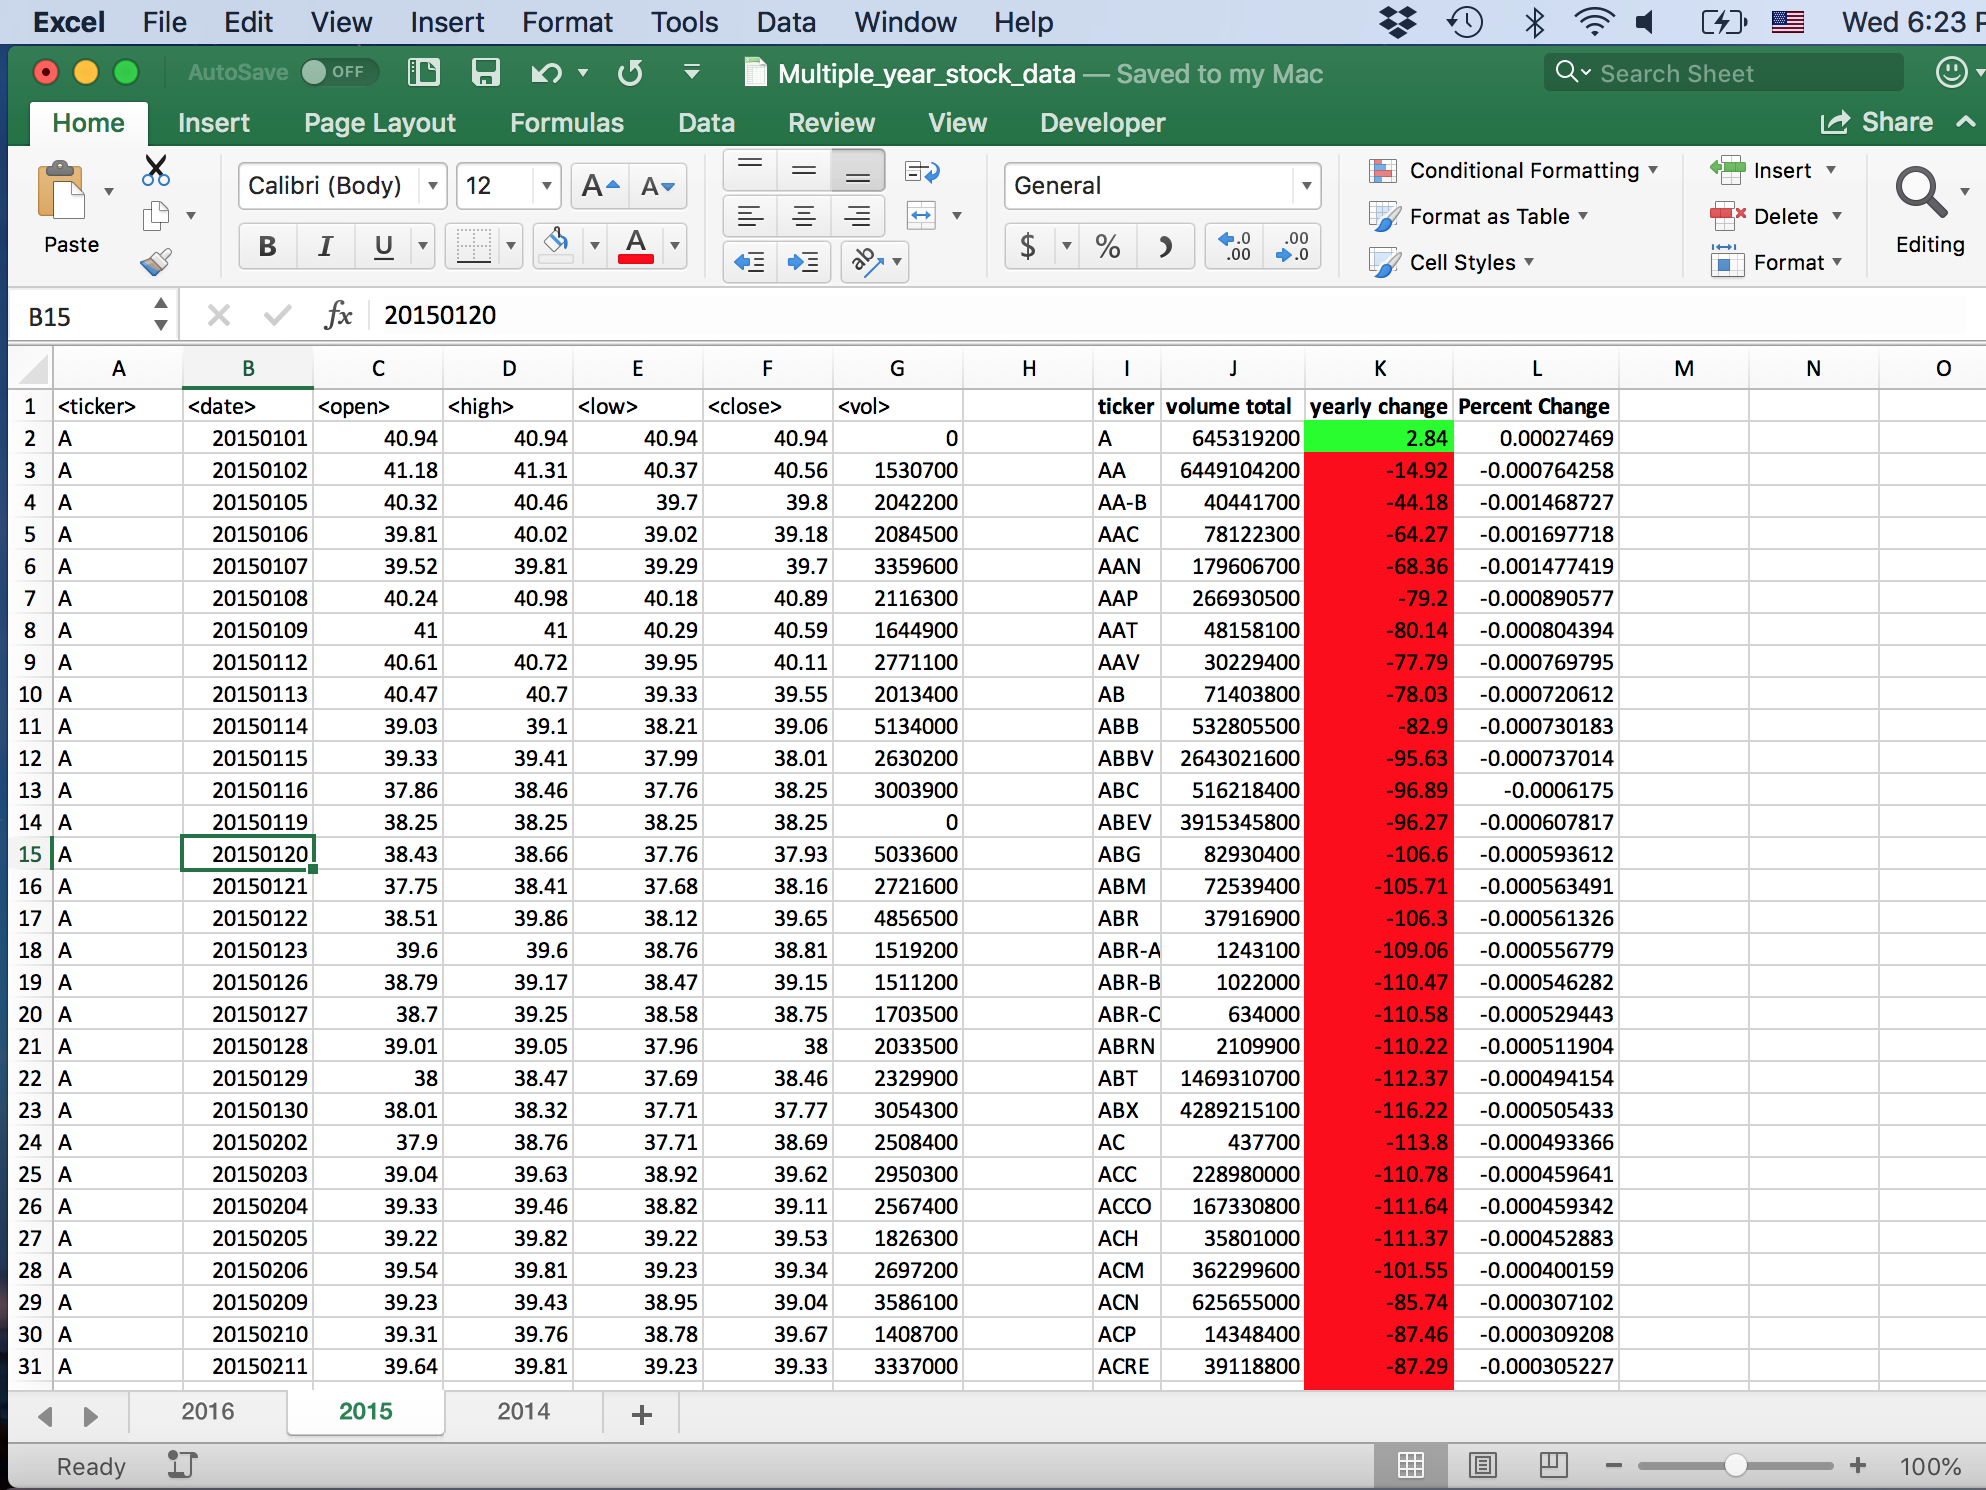 Excel File Edit View Insert Format Tools Data Window Help Wed 6:23 P
AutoSave OFF Multiple_year_stock_data — Saved to my Mac Search Sheet
Home Insert Page Layout Formulas Data Review View Developer Share
Paste Calibri (Body) 12 General Conditional Formatting Insert
Format as Table Delete
B I U $ % Cell Styles Format Editing
B15 fx 20150120
A B C D E F G H I J K L M N O
1 <ticker> <date> <open> <high> <low> <close> <vol> ticker volume total yearly change Percent Change
2 A 20150101 40.94 40.94 40.94 40.94 0 A 645319200 2.84 0.00027469
3 A 20150102 41.18 41.31 40.37 40.56 1530700 AA 6449104200 -14.92 -0.000764258
4 A 20150105 40.32 40.46 39.7 39.8 2042200 AA-B 40441700 -44.18 -0.001468727
5 A 20150106 39.81 40.02 39.02 39.18 2084500 AAC 78122300 -64.27 -0.001697718
6 A 20150107 39.52 39.81 39.29 39.7 3359600 AAN 179606700 -68.36 -0.001477419
7 A 20150108 40.24 40.98 40.18 40.89 2116300 AAP 266930500 -79.2 -0.000890577
8 A 20150109 41 41 40.29 40.59 1644900 AAT 48158100 -80.14 -0.000804394
9 A 20150112 40.61 40.72 39.95 40.11 2771100 AAV 30229400 -77.79 -0.000769795
10 A 20150113 40.47 40.7 39.33 39.55 2013400 AB 71403800 -78.03 -0.000720612
11 A 20150114 39.03 39.1 38.21 39.06 5134000 ABB 532805500 -82.9 -0.000730183
12 A 20150115 39.33 39.41 37.99 38.01 2630200 ABBV 2643021600 -95.63 -0.000737014
13 A 20150116 37.86 38.46 37.76 38.25 3003900 ABC 516218400 -96.89 -0.0006175
14 A 20150119 38.25 38.25 38.25 38.25 0 ABEV 3915345800 -96.27 -0.000607817
15 A 20150120 38.43 38.66 37.76 37.93 5033600 ABG 82930400 -106.6 -0.000593612
16 A 20150121 37.75 38.41 37.68 38.16 2721600 ABM 72539400 -105.71 -0.000563491
17 A 20150122 38.51 39.86 38.12 39.65 4856500 ABR 37916900 -106.3 -0.000561326
18 A 20150123 39.6 39.6 38.76 38.81 1519200 ABR-A 1243100 -109.06 -0.000556779
19 A 20150126 38.79 39.17 38.47 39.15 1511200 ABR-B 1022000 -110.47 -0.000546282
20 A 20150127 38.7 39.25 38.58 38.75 1703500 ABR-C 634000 -110.58 -0.000529443
21 A 20150128 39.01 39.05 37.96 38 2033500 ABRN 2109900 -110.22 -0.000511904
22 A 20150129 38 38.47 37.69 38.46 2329900 ABT 1469310700 -112.37 -0.000494154
23 A 20150130 38.01 38.32 37.71 37.77 3054300 ABX 4289215100 -116.22 -0.000505433
24 A 20150202 37.9 38.76 37.71 38.69 2508400 AC 437700 -113.8 -0.000493366
25 A 20150203 39.04 39.63 38.92 39.62 2950300 ACC 228980000 -110.78 -0.000459641
26 A 20150204 39.33 39.46 38.82 39.11 2567400 ACCO 167330800 -111.64 -0.000459342
27 A 20150205 39.22 39.82 39.22 39.53 1826300 ACH 35801000 -111.37 -0.000452883
28 A 20150206 39.54 39.81 39.23 39.34 2697200 ACM 362299600 -101.55 -0.000400159
29 A 20150209 39.23 39.43 38.95 39.04 3586100 ACN 625655000 -85.74 -0.000307102
30 A 20150210 39.31 39.76 38.78 39.67 1408700 ACP 14348400 -87.46 -0.000309208
31 A 20150211 39.64 39.81 39.23 39.33 3337000 ACRE 39118800 -87.29 -0.000305227
2016 2015 2014 +
Ready 100%